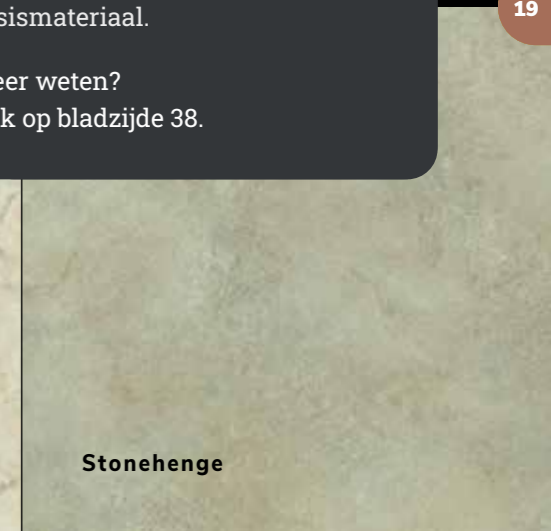 19
sismateriaal.
eer weten?
k op bladzijde 38.
Stonehenge